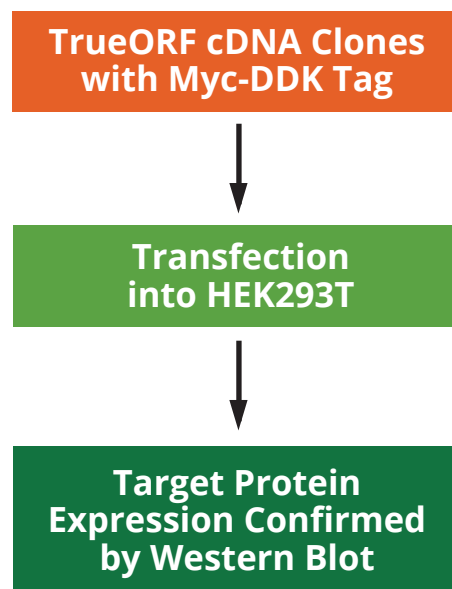 TrueORF cDNA Clones
with Myc-DDK Tag
Transfection
into HEK293T
Target Protein
Expression Confirmed
by Western Blot